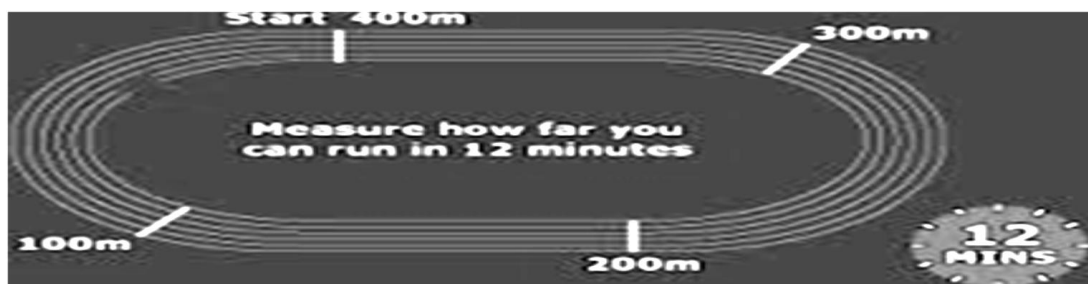 Start 400m
300m
Measure how far you
can run in 12 minutes
100m
200m
12
MINS